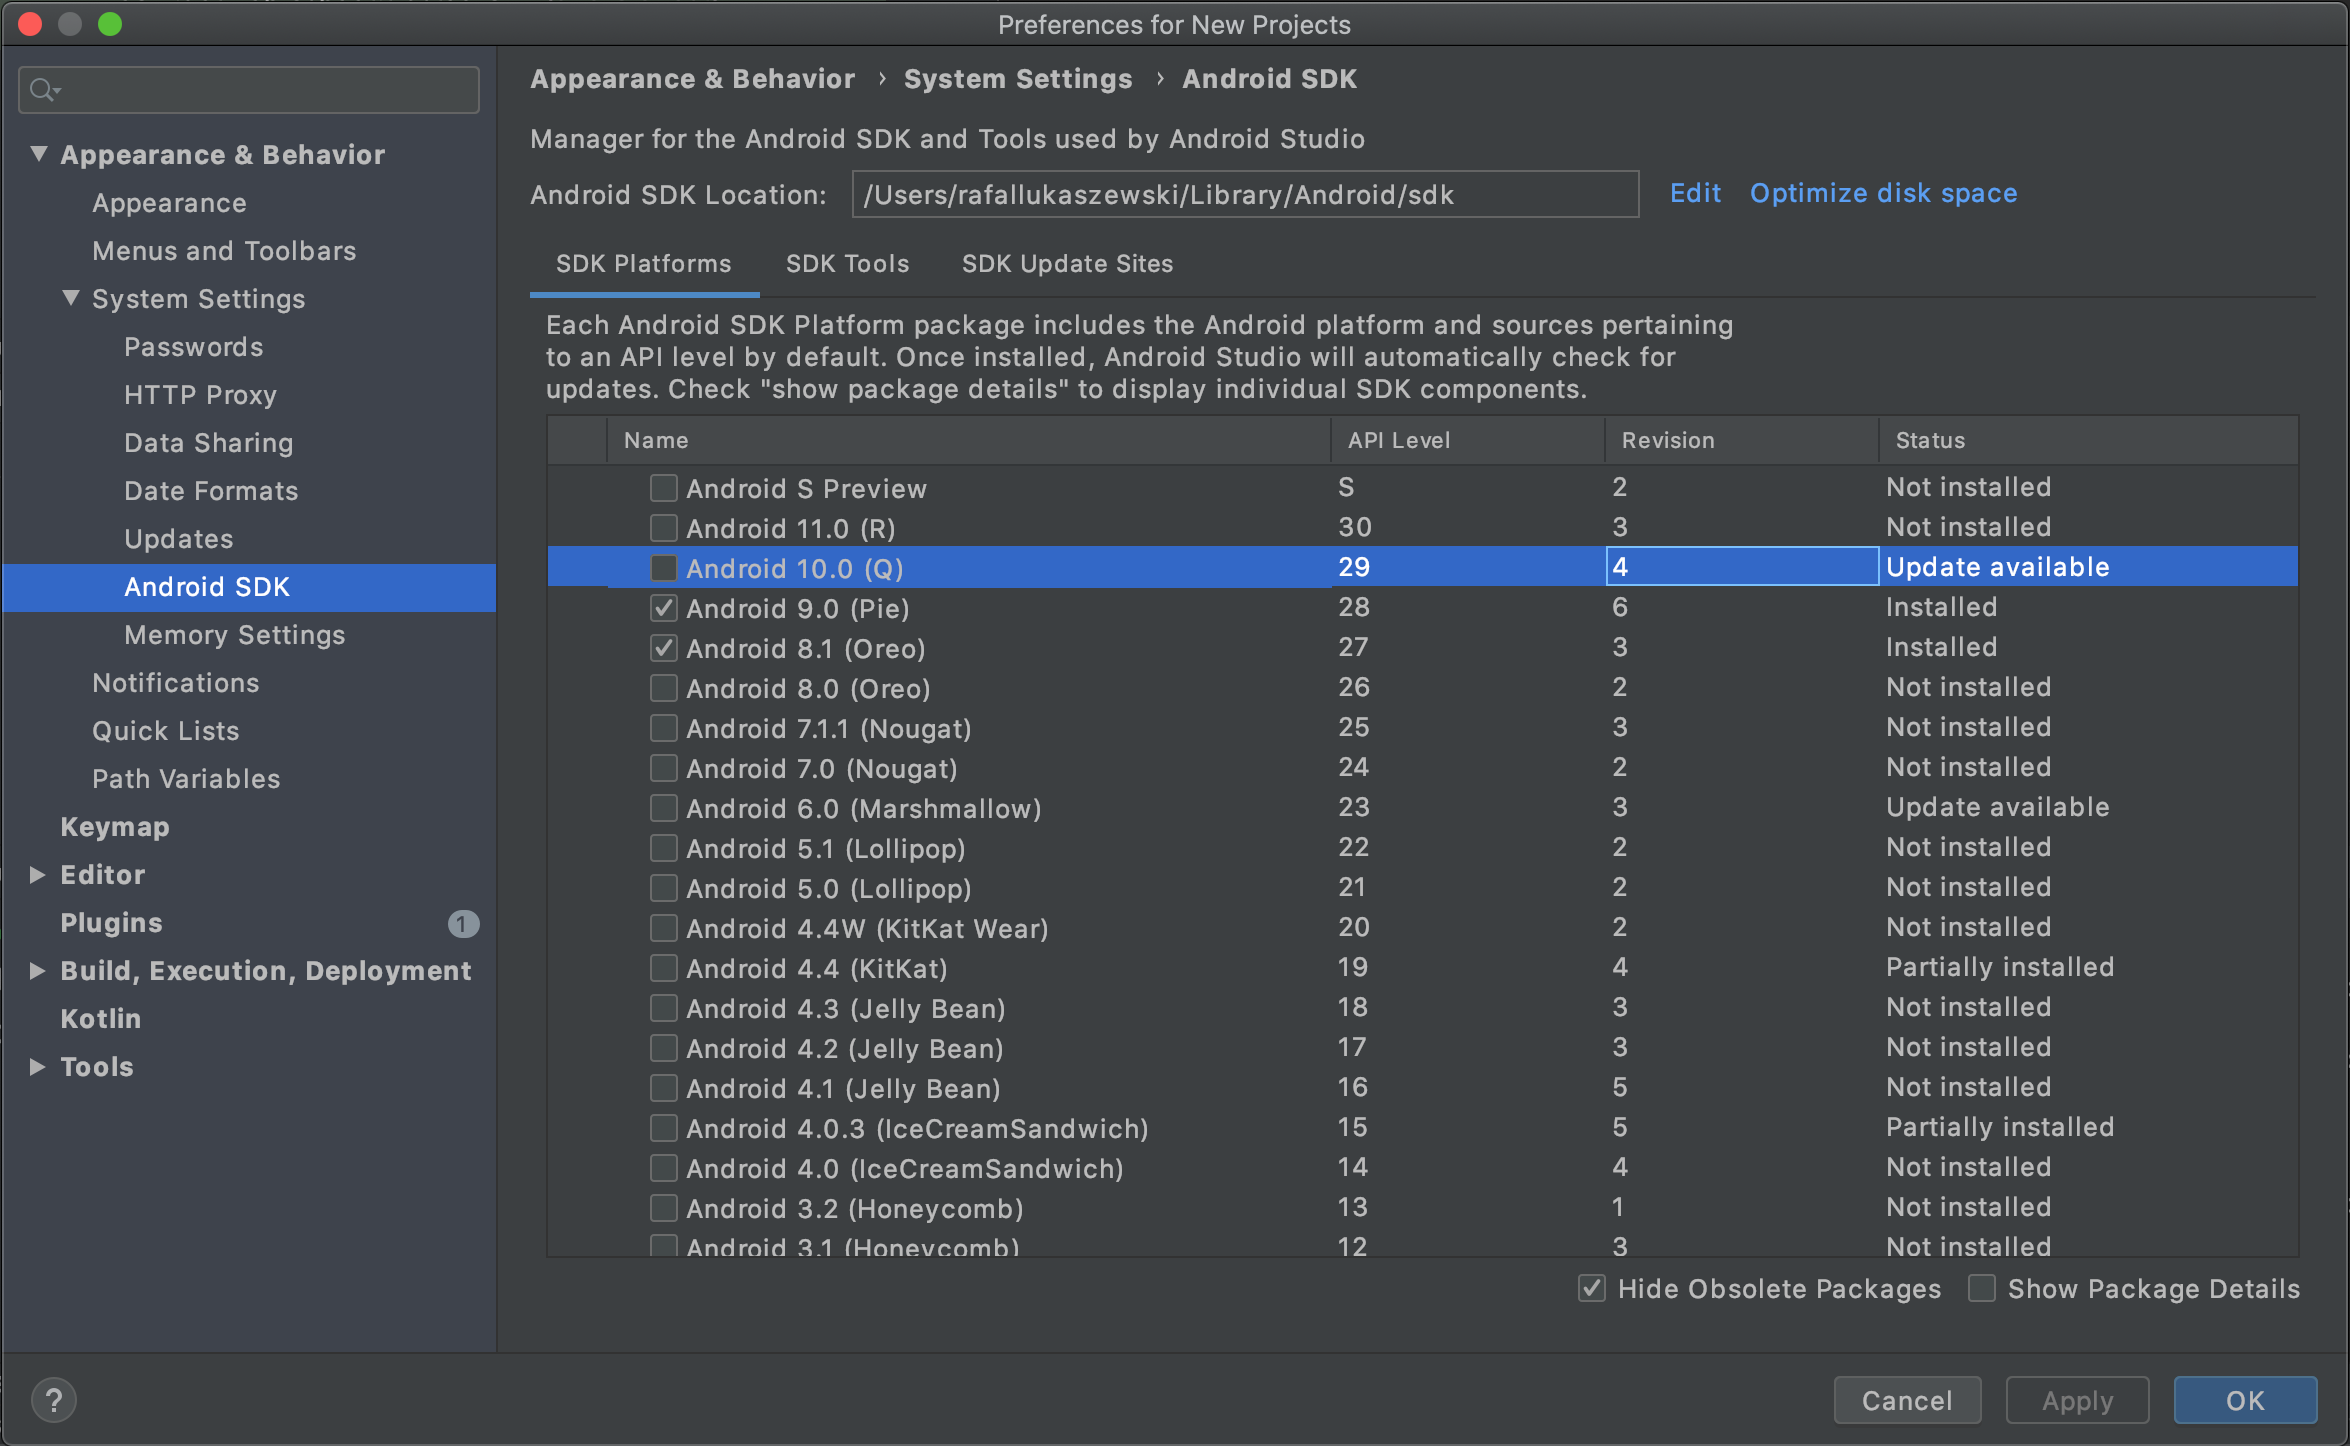 Preferences for New Projects
Appearance & Behavior
Appearance
Menus and Toolbars
System Settings
Passwords
HTTP Proxy
Data Sharing
Date Formats
Updates
Android SDK
Memory Settings
Notifications
Quick Lists
Path Variables
Keymap
Editor
Plugins 1
Build, Execution, Deployment
Kotlin
Tools
Appearance & Behavior › System Settings › Android SDK
Manager for the Android SDK and Tools used by Android Studio
Android SDK Location: /Users/rafallukaszewski/Library/Android/sdk Edit Optimize disk space
SDK Platforms SDK Tools SDK Update Sites
Each Android SDK Platform package includes the Android platform and sources pertaining
to an API level by default. Once installed, Android Studio will automatically check for
updates. Check "show package details" to display individual SDK components.
Name API Level Revision Status
Android S Preview S 2 Not installed
Android 11.0 (R) 30 3 Not installed
Android 10.0 (Q) 29 4 Update available
Android 9.0 (Pie) 28 6 Installed
Android 8.1 (Oreo) 27 3 Installed
Android 8.0 (Oreo) 26 2 Not installed
Android 7.1.1 (Nougat) 25 3 Not installed
Android 7.0 (Nougat) 24 2 Not installed
Android 6.0 (Marshmallow) 23 3 Update available
Android 5.1 (Lollipop) 22 2 Not installed
Android 5.0 (Lollipop) 21 2 Not installed
Android 4.4W (KitKat Wear) 20 2 Not installed
Android 4.4 (KitKat) 19 4 Partially installed
Android 4.3 (Jelly Bean) 18 3 Not installed
Android 4.2 (Jelly Bean) 17 3 Not installed
Android 4.1 (Jelly Bean) 16 5 Not installed
Android 4.0.3 (IceCreamSandwich) 15 5 Partially installed
Android 4.0 (IceCreamSandwich) 14 4 Not installed
Android 3.2 (Honeycomb) 13 1 Not installed
Android 3.1 (Honeycomb) 12 3 Not installed
Hide Obsolete Packages Show Package Details
? Cancel Apply OK